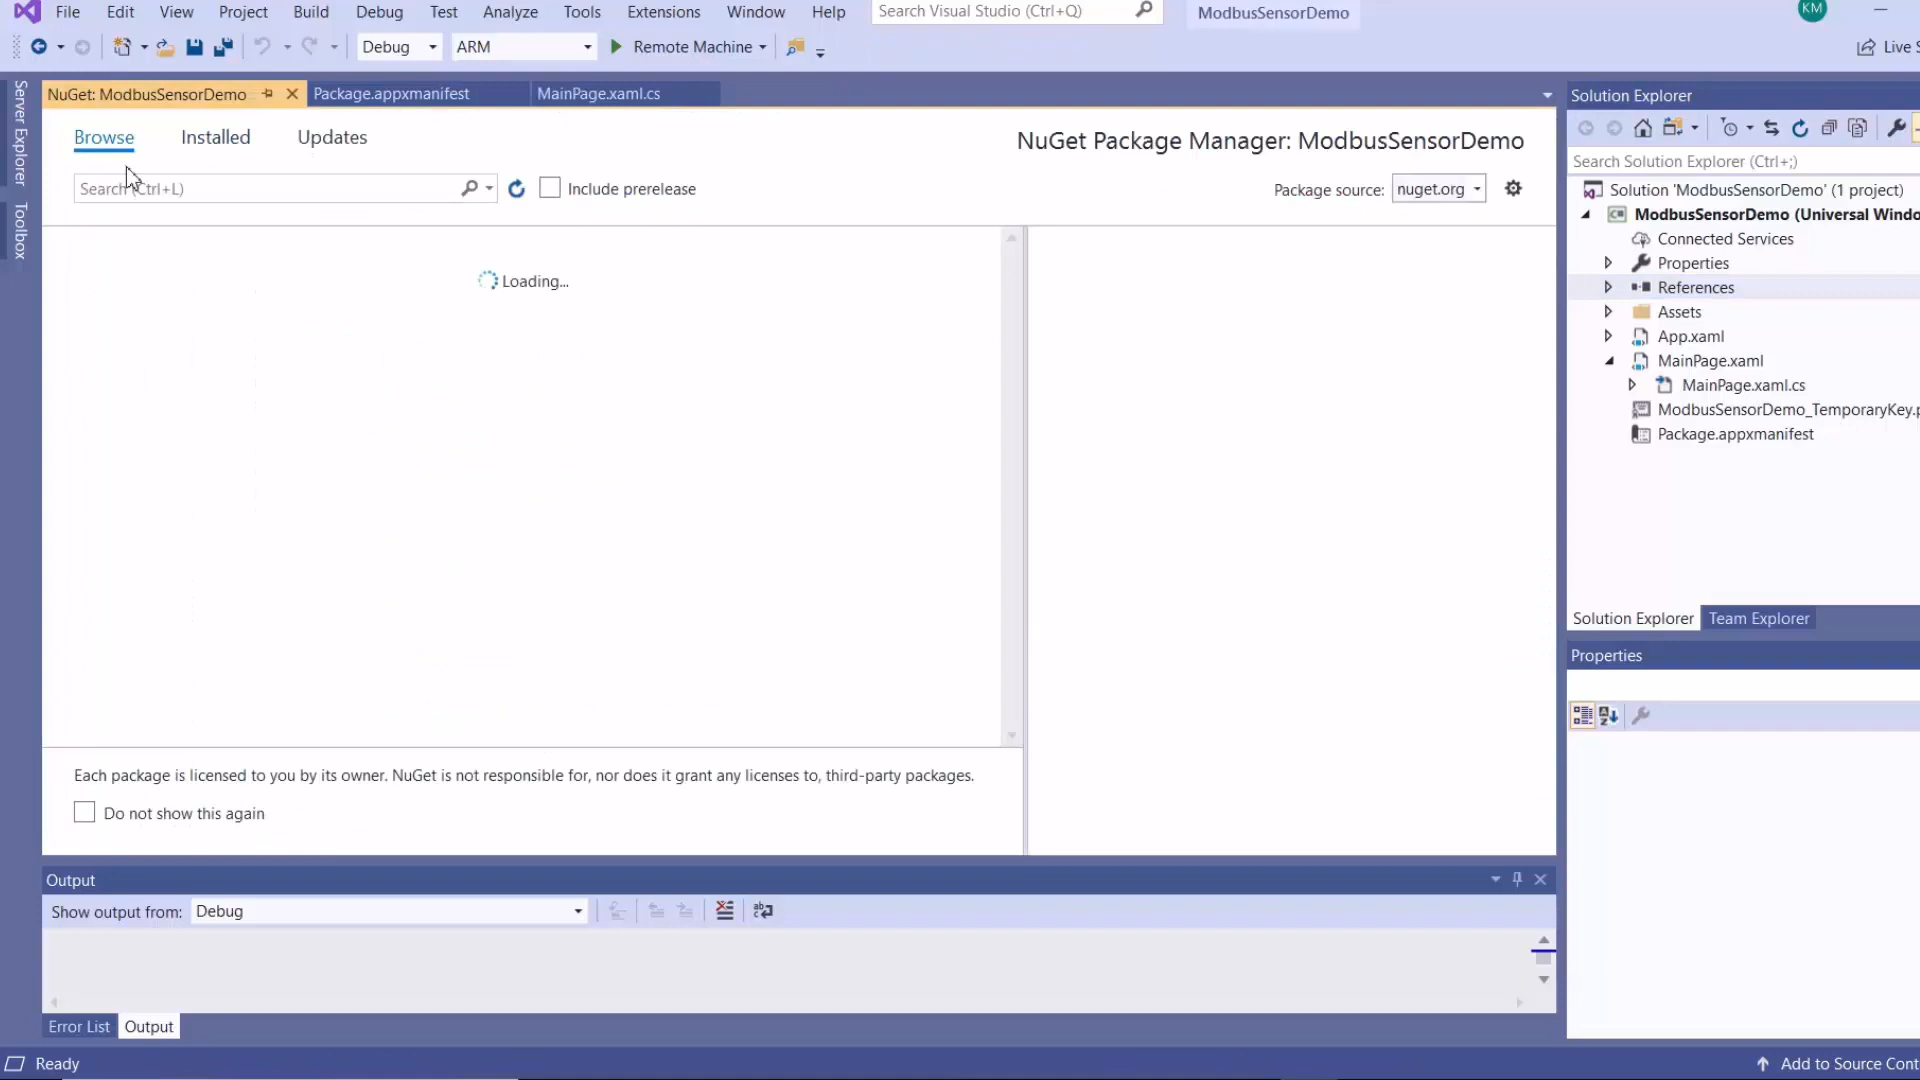 File Edit View Project Build Debug Test Analyze Tools Extensions Window Help Search Visual Studio (Ctrl+Q) ModbusSensorDemo KM
Debug ARM Remote Machine Live
Server Explorer
Toolbox
NuGet: ModbusSensorDemo Package.appxmanifest MainPage.xaml.cs
Browse Installed Updates
NuGet Package Manager: ModbusSensorDemo
Search (Ctrl+L) Include prerelease Package source: nuget.org
Loading...
Each package is licensed to you by its owner. NuGet is not responsible for, nor does it grant any licenses to, third-party packages.
Do not show this again
Output
Show output from: Debug
Error List Output
Solution Explorer
Search Solution Explorer (Ctrl+;)
Solution 'ModbusSensorDemo' (1 project)
ModbusSensorDemo (Universal Windo
Connected Services
Properties
References
Assets
App.xaml
MainPage.xaml
MainPage.xaml.cs
ModbusSensorDemo_TemporaryKey.p
Package.appxmanifest
Solution Explorer Team Explorer
Properties
Ready Add to Source Cont